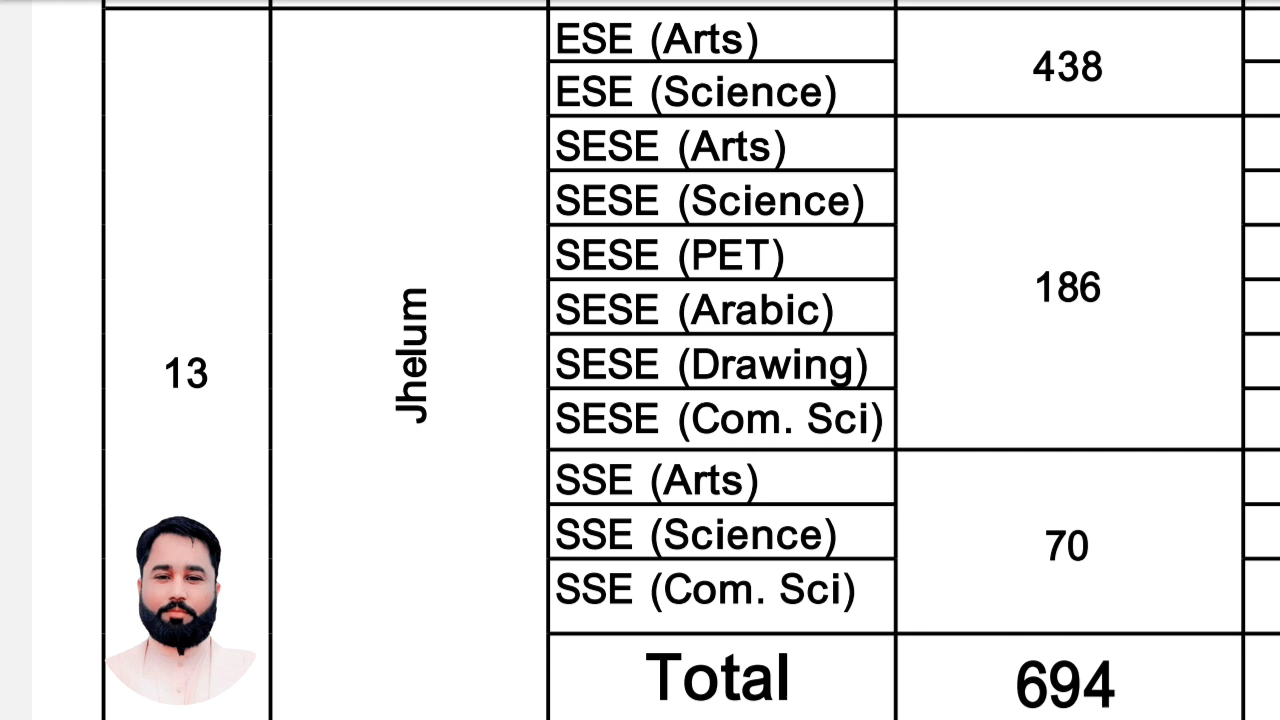 13
Jhelum
ESE (Arts)
ESE (Science)
438
SESE (Arts)
SESE (Science)
SESE (PET)
SESE (Arabic)
SESE (Drawing)
SESE (Com. Sci)
186
SSE (Arts)
SSE (Science)
SSE (Com. Sci)
70
Total
694